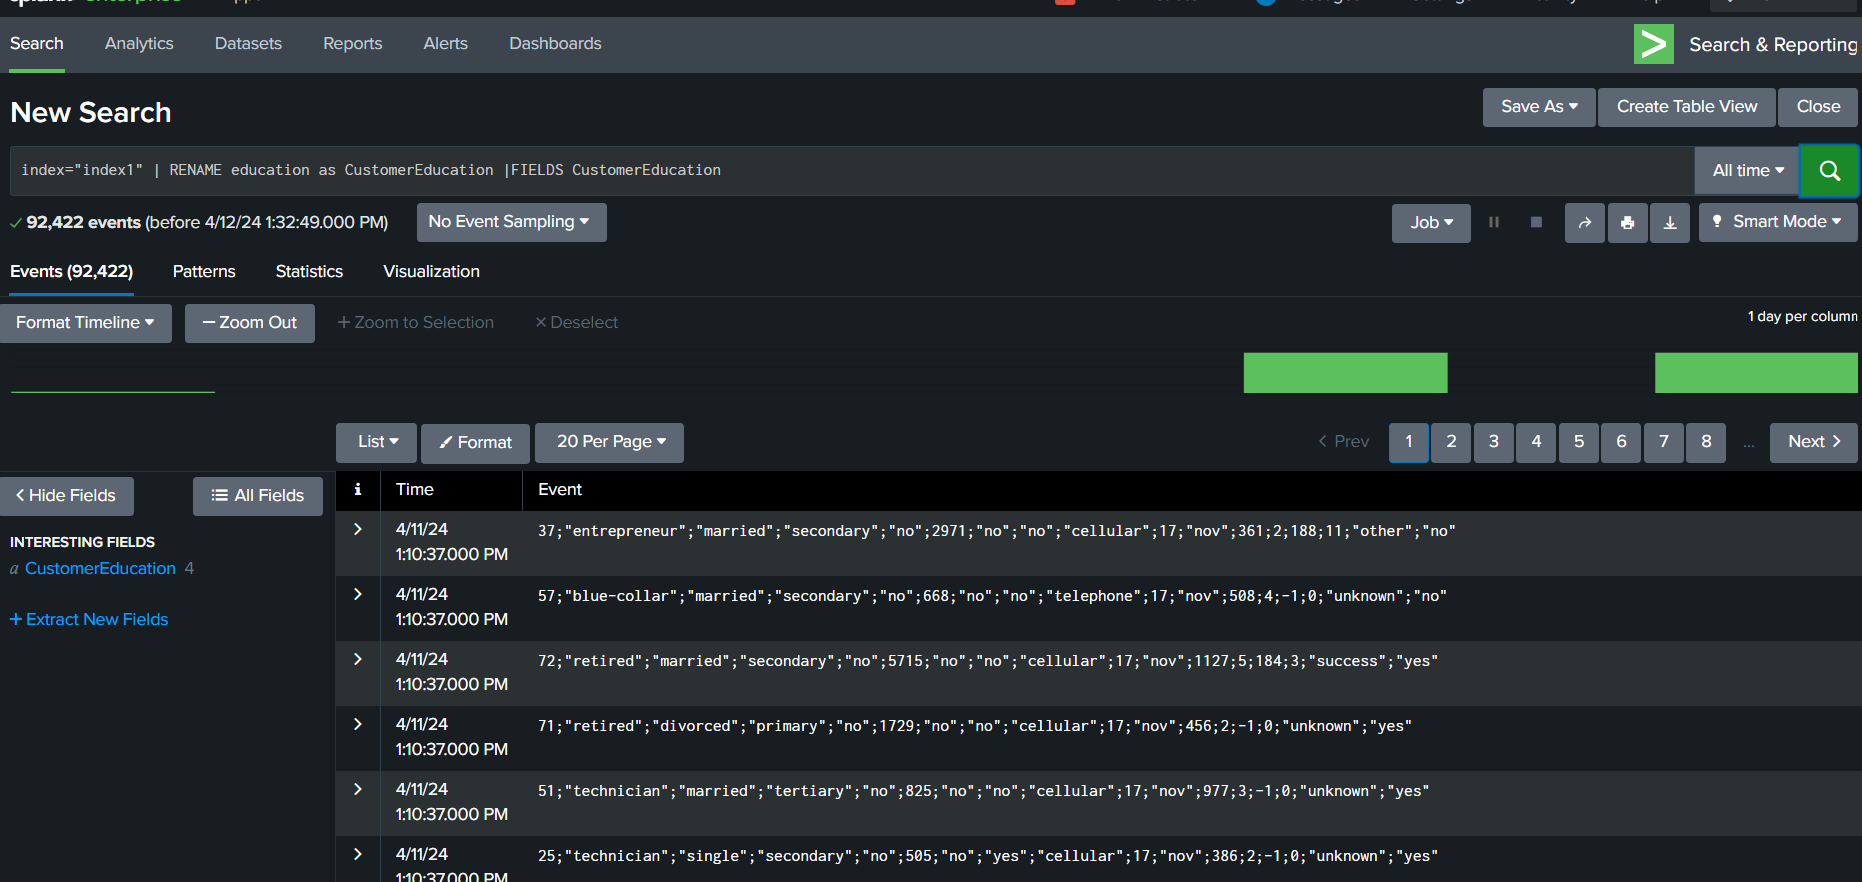 Search Analytics Datasets Reports Alerts Dashboards Search & Reporting
New Search
Save As Create Table View Close
index="index1" | RENAME education as CustomerEducation |FIELDS CustomerEducation
All time
92,422 events (before 4/12/24 1:32:49.000 PM)
No Event Sampling
Job
Smart Mode
Events (92,422) Patterns Statistics Visualization
Format Timeline — Zoom Out + Zoom to Selection × Deselect
1 day per column
List Format 20 Per Page
< Prev 1 2 3 4 5 6 7 8 ... Next >
< Hide Fields All Fields
i Time Event
INTERESTING FIELDS
a CustomerEducation 4
+ Extract New Fields
> 4/11/24
1:10:37.000 PM
37;"entrepreneur";"married";"secondary";"no";2971;"no";"no";"cellular";17;"nov";361;2;188;11;"other";"no"
> 4/11/24
1:10:37.000 PM
57;"blue-collar";"married";"secondary";"no";668;"no";"no";"telephone";17;"nov";508;4;-1;0;"unknown";"no"
> 4/11/24
1:10:37.000 PM
72;"retired";"married";"secondary";"no";5715;"no";"no";"cellular";17;"nov";1127;5;184;3;"success";"yes"
> 4/11/24
1:10:37.000 PM
71;"retired";"divorced";"primary";"no";1729;"no";"no";"cellular";17;"nov";456;2;-1;0;"unknown";"yes"
> 4/11/24
1:10:37.000 PM
51;"technician";"married";"tertiary";"no";825;"no";"no";"cellular";17;"nov";977;3;-1;0;"unknown";"yes"
> 4/11/24
1:10:37.000 PM
25;"technician";"single";"secondary";"no";505;"no";"yes";"cellular";17;"nov";386;2;-1;0;"unknown";"yes"